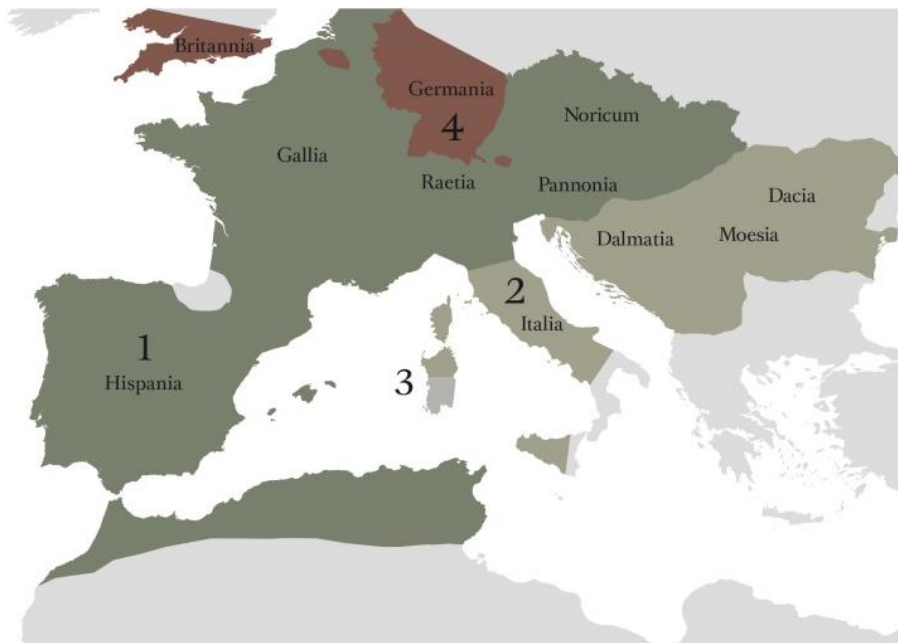 Britannia
Germania
4
Noricum
Gallia
Raetia
Pannonia
Dacia
Dalmatia
Moesia
2
Italia
1
Hispania
3